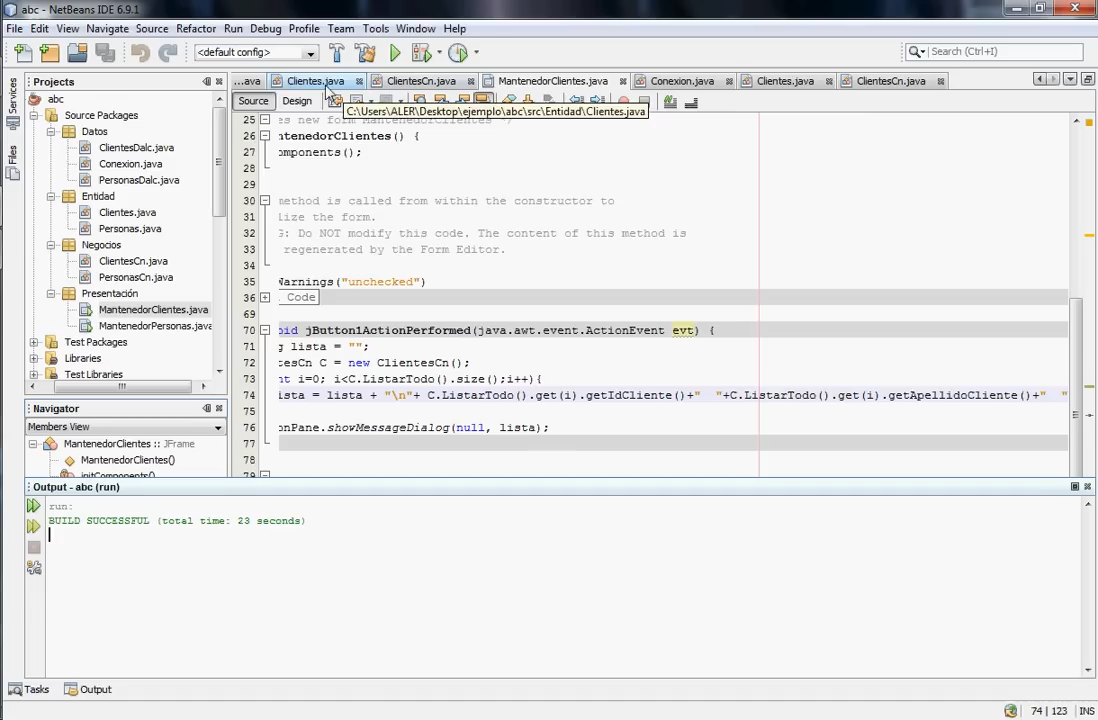 abc - NetBeans IDE 6.9.1
File Edit View Navigate Source Refactor Run Debug Profile Team Tools Window Help
<default config>
Search (Ctrl+I)
Projects
...ava Clientes.java ClientesCn.java MantenedorClientes.java Conexion.java Clientes.java ClientesCn.java
Source Design
C:\Users\ALER\Desktop\ejemplo\abc\src\Entidad\Clientes.java
Services
Files
abc
Source Packages
Datos
ClientesDalc.java
Conexion.java
PersonasDalc.java
Entidad
Clientes.java
Personas.java
Negocios
ClientesCn.java
PersonasCn.java
Presentación
MantenedorClientes.java
MantenedorPersonas.java
Test Packages
Libraries
Test Libraries
Navigator
Members View
MantenedorClientes :: JFrame
MantenedorClientes()
initComponents()
25 es new form MantenedorClientes */
26 ntenedorClientes() {
27 omponents();
28
29
30 method is called from within the constructor to
31 lize the form.
32 G: Do NOT modify this code. The content of this method is
33 regenerated by the Form Editor.
34
35 Warnings("unchecked")
36 Code
69
70 oid jButton1ActionPerformed(java.awt.event.ActionEvent evt) {
71 g lista = "";
72 tesCn C = new ClientesCn();
73 nt i=0; i<C.ListarTodo().size();i++){
74 ista = lista + "\n"+ C.ListarTodo().get(i).getIdCliente()+" "+C.ListarTodo().get(i).getApellidoCliente()+" "
75
76 onPane.showMessageDialog(null, lista);
77
78
79
Output - abc (run)
run:
BUILD SUCCESSFUL (total time: 23 seconds)
Tasks Output
74 | 123 INS